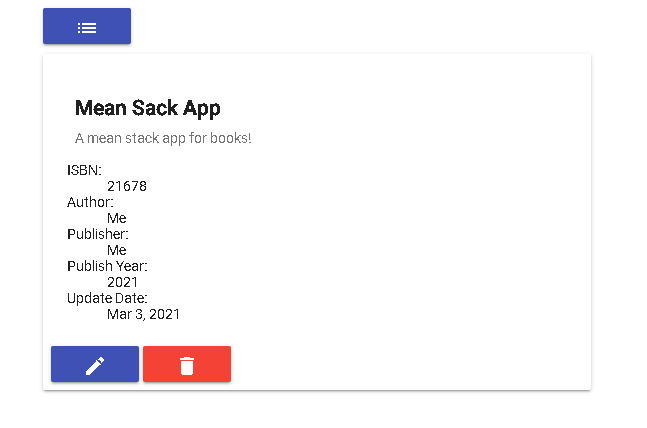 Mean Sack App
A mean stack app for books!
ISBN:
21678
Author:
Me
Publisher:
Me
Publish Year:
2021
Update Date:
Mar 3, 2021